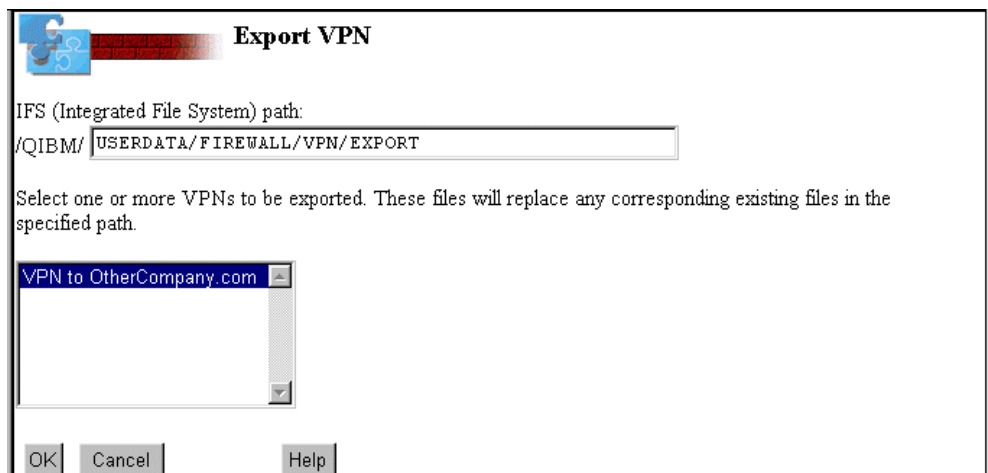 Export VPN
IFS (Integrated File System) path:
/QIBM/ USERDATA/FIREWALL/VPN/EXPORT
Select one or more VPNs to be exported. These files will replace any corresponding existing files in the
specified path.
VPN to OtherCompany.com
OK Cancel Help